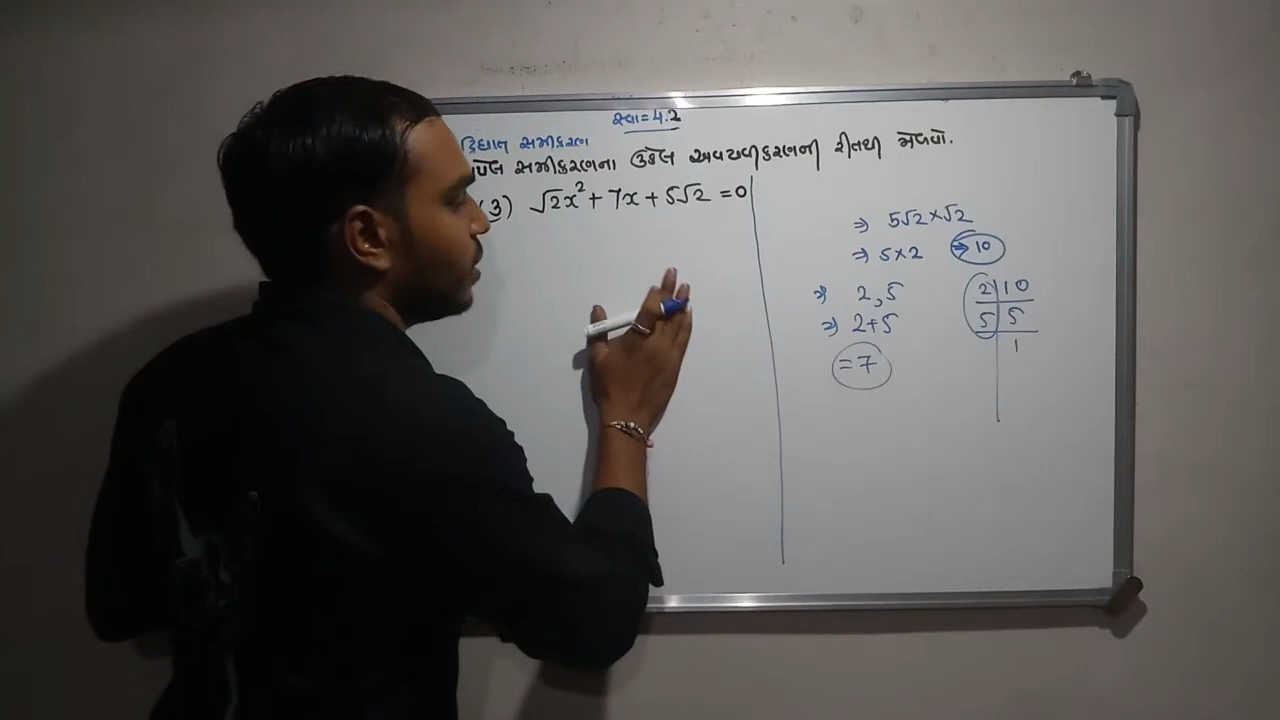 સ્વા=4.2
દ્વિઘાત સમીકરણ
સમીકરણના ઉકેલ અવયવીકરણની રીતથી મેળવો.
(૩) √2x²+7x+5√2=0
⇒ 5√2×√2
⇒ 5×2 ⇒ 10
⇒ 2,5
⇒ 2+5
=7
2|10
5|5
|1